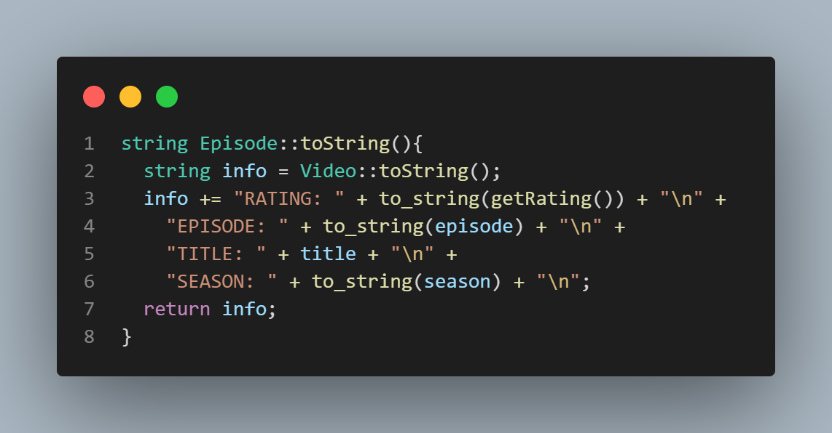 1 string Episode::toString(){
2   string info = Video::toString();
3   info += "RATING: " + to_string(getRating()) + "\n" +
4     "EPISODE: " + to_string(episode) + "\n" +
5     "TITLE: " + title + "\n" +
6     "SEASON: " + to_string(season) + "\n";
7   return info;
8 }